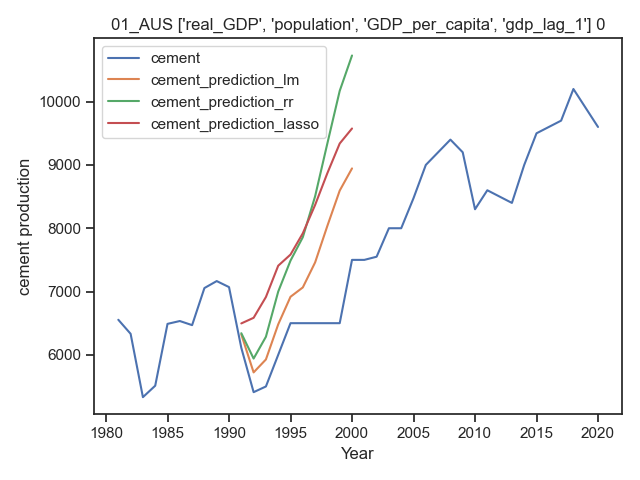 01_AUS ['real_GDP', 'population', 'GDP_per_capita', 'gdp_lag_1'] 0
cement
cement_prediction_lm
cement_prediction_rr
cement_prediction_lasso
10000
9000
8000
7000
6000
cement production
1980 1985 1990 1995 2000 2005 2010 2015 2020
Year